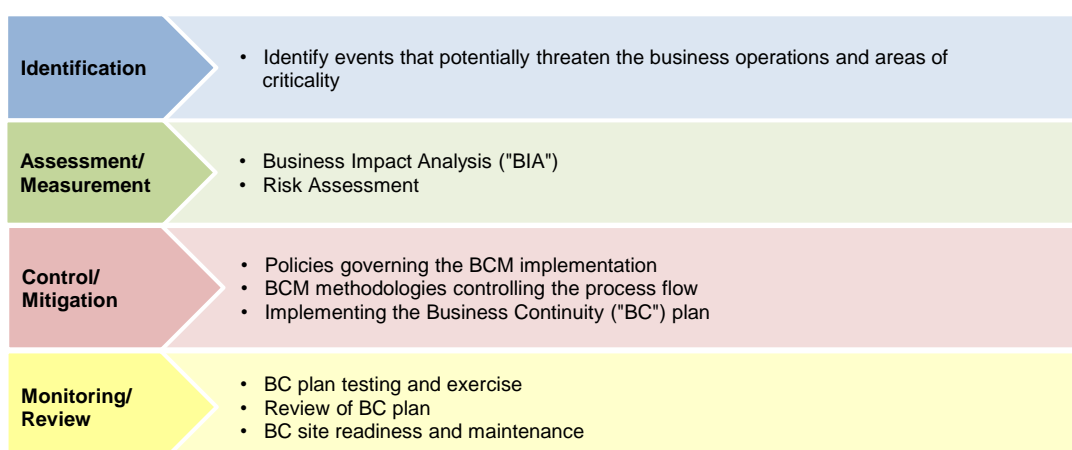 Identification
• Identify events that potentially threaten the business operations and areas of
criticality
Assessment/
Measurement
• Business Impact Analysis ("BIA")
• Risk Assessment
Control/
Mitigation
• Policies governing the BCM implementation
• BCM methodologies controlling the process flow
• Implementing the Business Continuity ("BC") plan
Monitoring/
Review
• BC plan testing and exercise
• Review of BC plan
• BC site readiness and maintenance